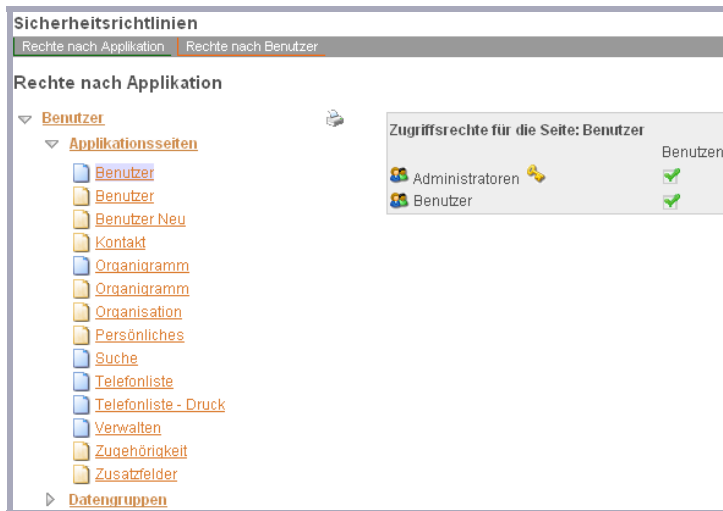 Sicherheitsrichtlinien
Rechte nach Applikation Rechte nach Benutzer
Rechte nach Applikation
Benutzer
Applikationsseiten
Benutzer
Benutzer
Benutzer Neu
Kontakt
Organigramm
Organigramm
Organisation
Persönliches
Suche
Telefonliste
Telefonliste - Druck
Verwalten
Zugehörigkeit
Zusatzfelder
Datengruppen
Zugriffsrechte für die Seite: Benutzer
Benutzen
Administratoren
Benutzer